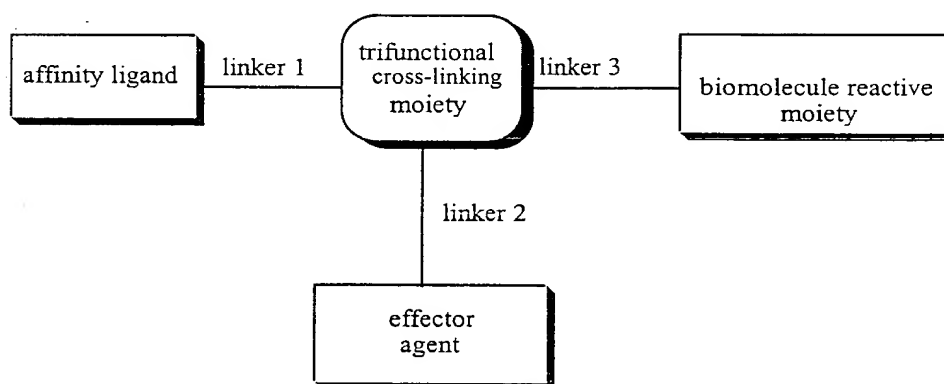 affinity ligand
linker 1
trifunctional
cross-linking
moiety
linker 3
biomolecule reactive
moiety
linker 2
effector
agent